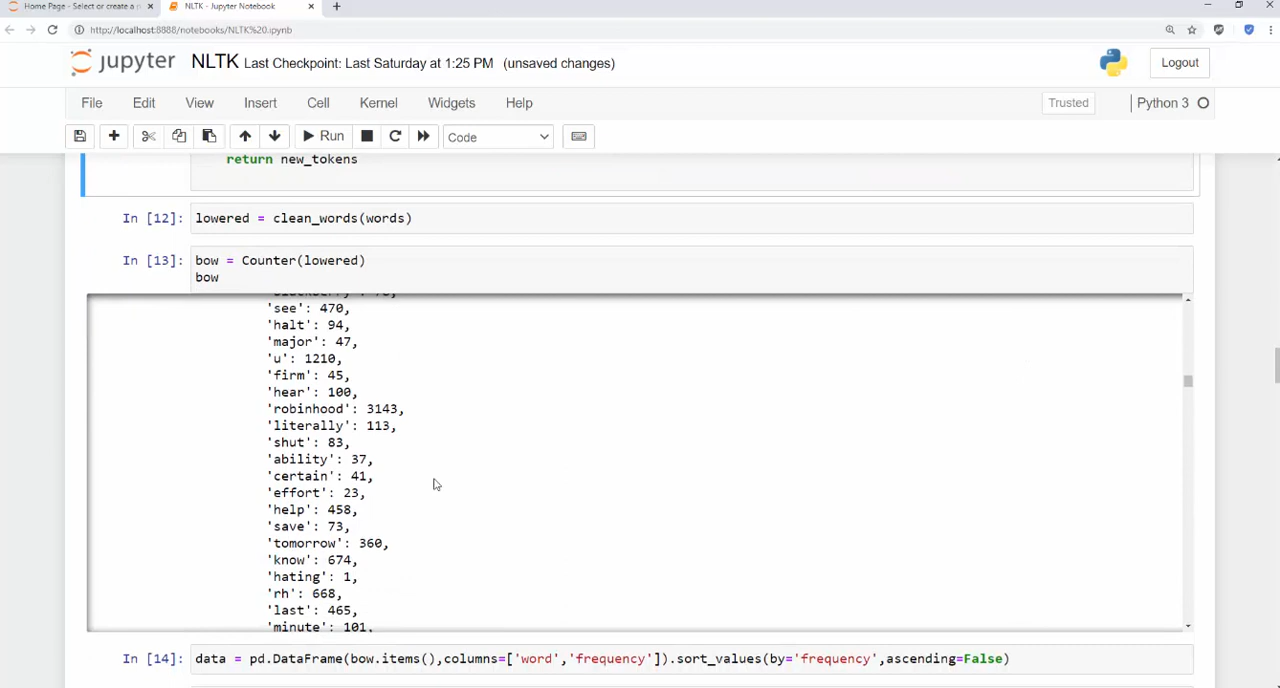 Home Page - Select or create a n
NLTK - Jupyter Notebook
http://localhost:8888/notebooks/NLTK%20.ipynb
jupyter NLTK Last Checkpoint: Last Saturday at 1:25 PM (unsaved changes)
Logout
File Edit View Insert Cell Kernel Widgets Help
Trusted
Python 3
Run
Code
return new_tokens
In [12]: lowered = clean_words(words)
In [13]: bow = Counter(lowered)
bow
'see': 470,
'halt': 94,
'major': 47,
'u': 1210,
'firm': 45,
'hear': 100,
'robinhood': 3143,
'literally': 113,
'shut': 83,
'ability': 37,
'certain': 41,
'effort': 23,
'help': 458,
'save': 73,
'tomorrow': 360,
'know': 674,
'hating': 1,
'rh': 668,
'last': 465,
'minute': 101,
In [14]: data = pd.DataFrame(bow.items(),columns=['word','frequency']).sort_values(by='frequency',ascending=False)